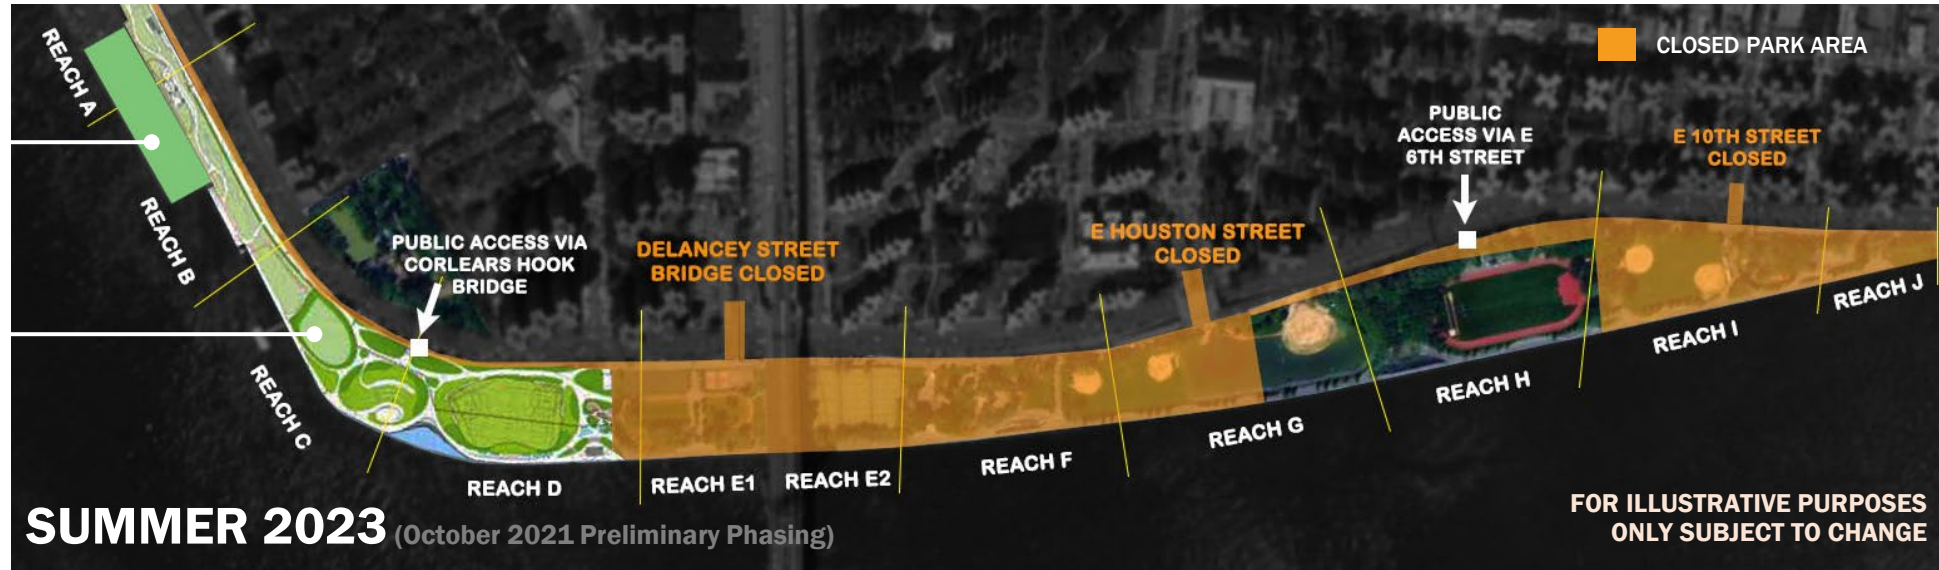 CLOSED PARK AREA
REACH A
REACH B
REACH C
PUBLIC ACCESS VIA
CORLEARS HOOK
BRIDGE
DELANCEY STREET
BRIDGE CLOSED
E HOUSTON STREET
CLOSED
PUBLIC
ACCESS VIA E
6TH STREET
E 10TH STREET
CLOSED
REACH D
REACH E1
REACH E2
REACH F
REACH G
REACH H
REACH I
REACH J
SUMMER 2023 (October 2021 Preliminary Phasing)
FOR ILLUSTRATIVE PURPOSES
ONLY SUBJECT TO CHANGE